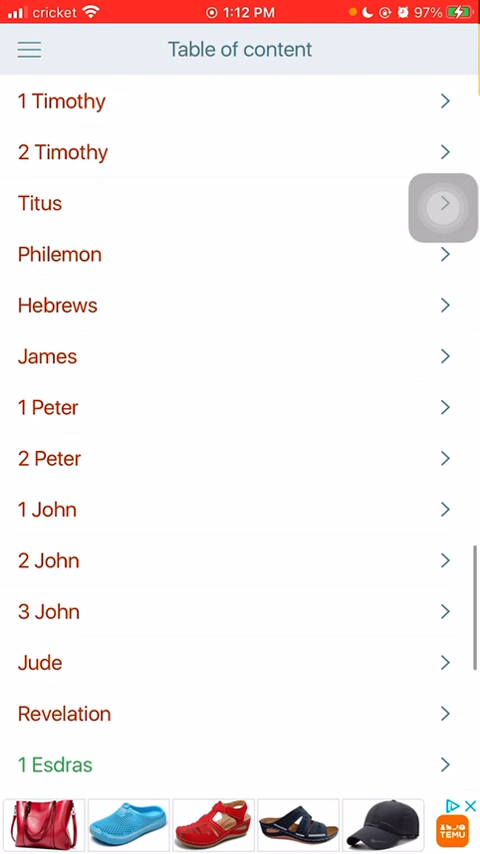 cricket 1:12 PM 97%
Table of content
1 Timothy
2 Timothy
Titus
Philemon
Hebrews
James
1 Peter
2 Peter
1 John
2 John
3 John
Jude
Revelation
1 Esdras
TEMU